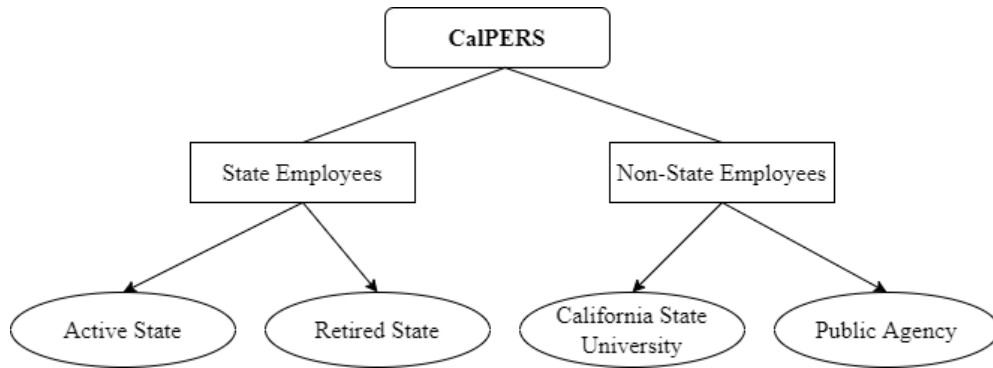 CalPERS
State Employees
Non-State Employees
Active State
Retired State
California State
University
Public Agency